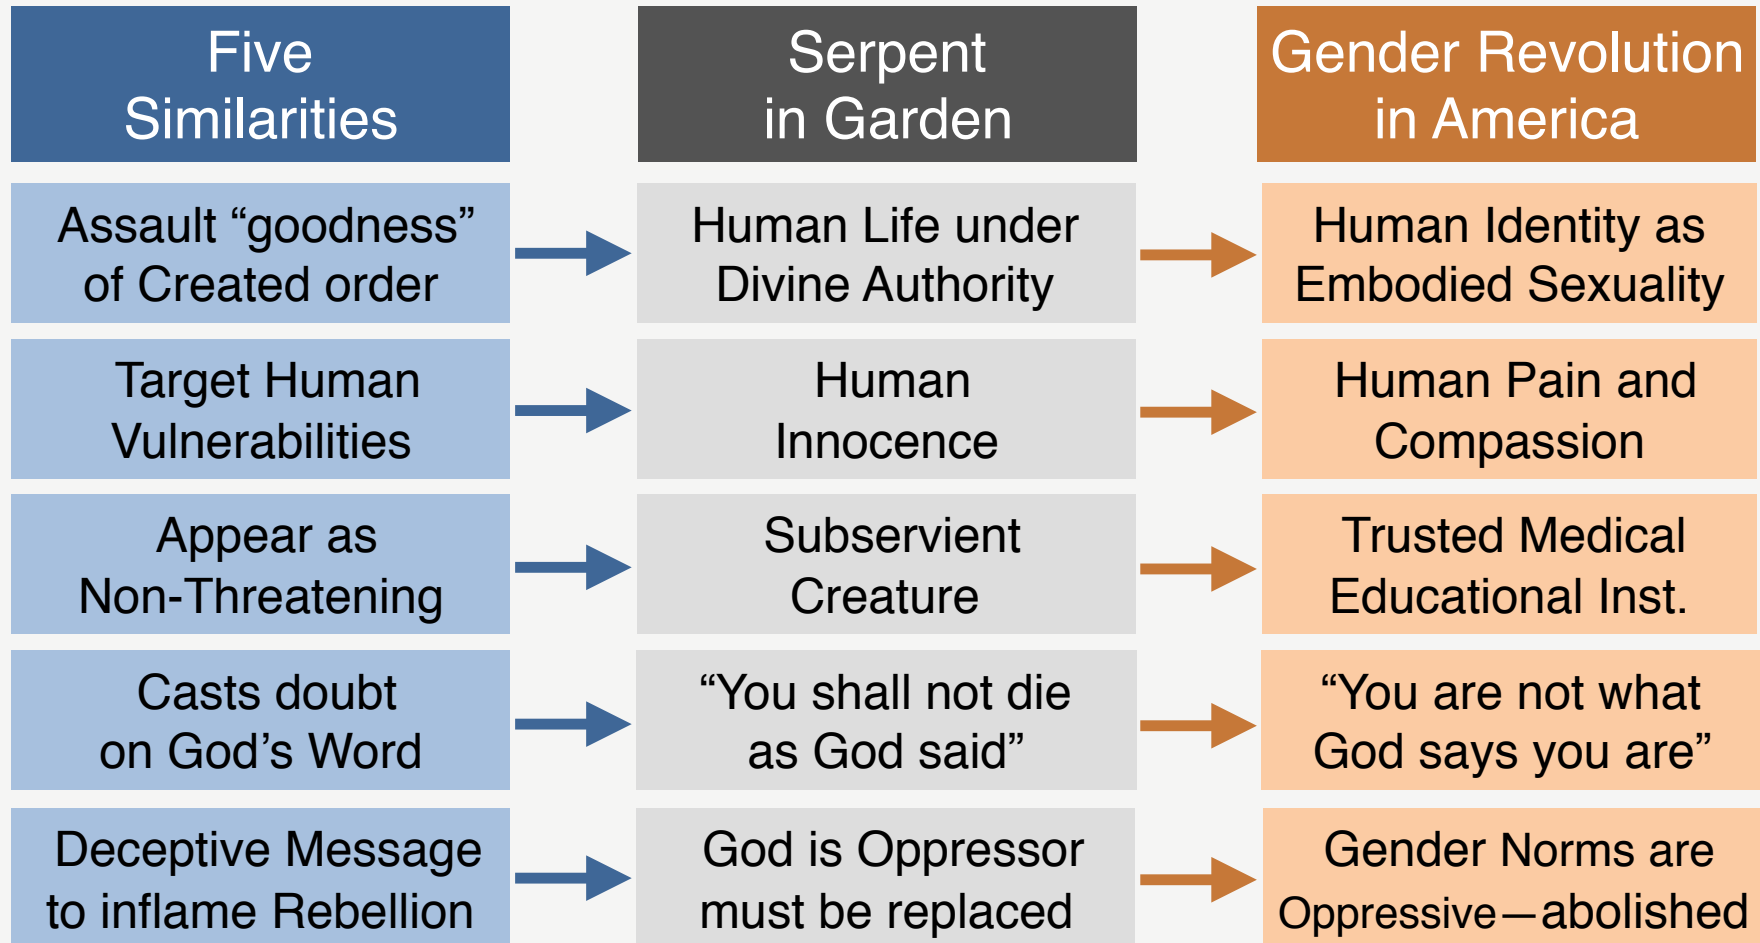 Five
Similarities
Serpent
in Garden
Gender Revolution
in America
Assault “goodness”
of Created order
Human Life under
Divine Authority
Human Identity as
Embodied Sexuality
Target Human
Vulnerabilities
Human
Innocence
Human Pain and
Compassion
Appear as
Non-Threatening
Subservient
Creature
Trusted Medical
Educational Inst.
Casts doubt
on God’s Word
“You shall not die
as God said”
“You are not what
God says you are”
Deceptive Message
to inflame Rebellion
God is Oppressor
must be replaced
Gender Norms are
Oppressive—abolished